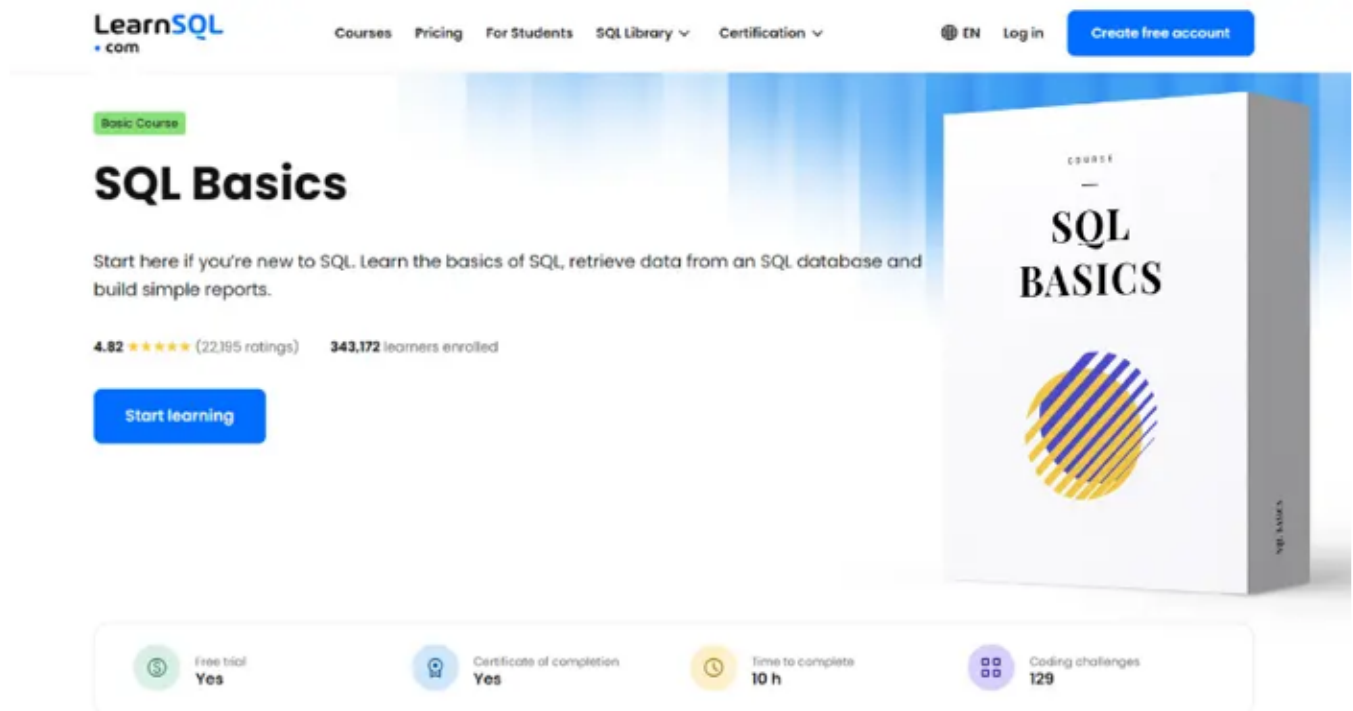 LearnSQL
• com
Courses Pricing For Students SQL Library Certification EN Log in Create free account
Basic Course
SQL Basics
Start here if you're new to SQL. Learn the basics of SQL, retrieve data from an SQL database and
build simple reports.
4.82 ★★★★★ (22,195 ratings) 343,172 learners enrolled
Start learning
COURSE
SQL
BASICS
SQL BASICS
Free trial
Yes
Certificate of completion
Yes
Time to complete
10 h
Coding challenges
129